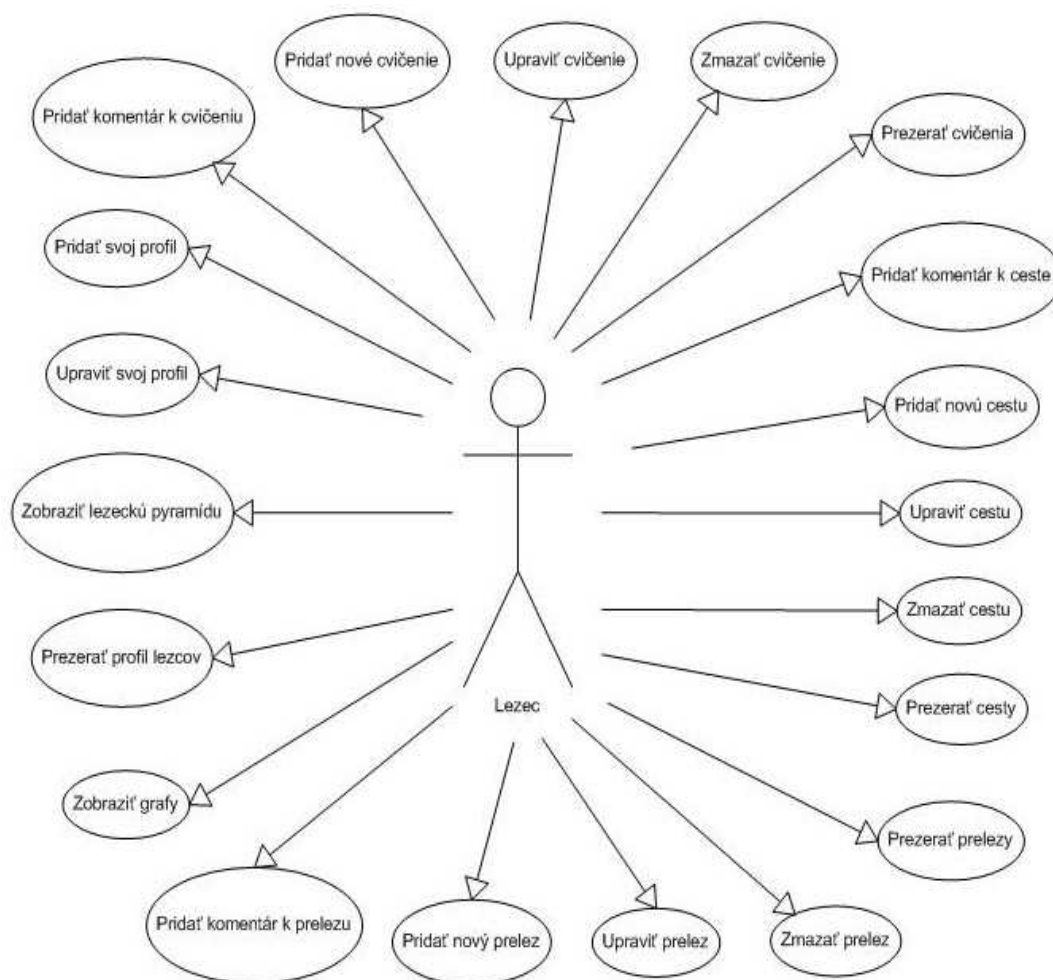 Pridať nové cvičenie
Upraviť cvičenie
Zmazať cvičenie
Pridať komentár k cvičeniu
Prezerať cvičenia
Pridať svoj profil
Pridať komentár k ceste
Upraviť svoj profil
Pridať novú cestu
Zobraziť lezeckú pyramídu
Upraviť cestu
Zmazať cestu
Prezerať profil lezcov
Prezerať cesty
Lezec
Zobraziť grafy
Prezerať prelezy
Pridať komentár k prelezu
Pridať nový prelez
Upraviť prelez
Zmazať prelez